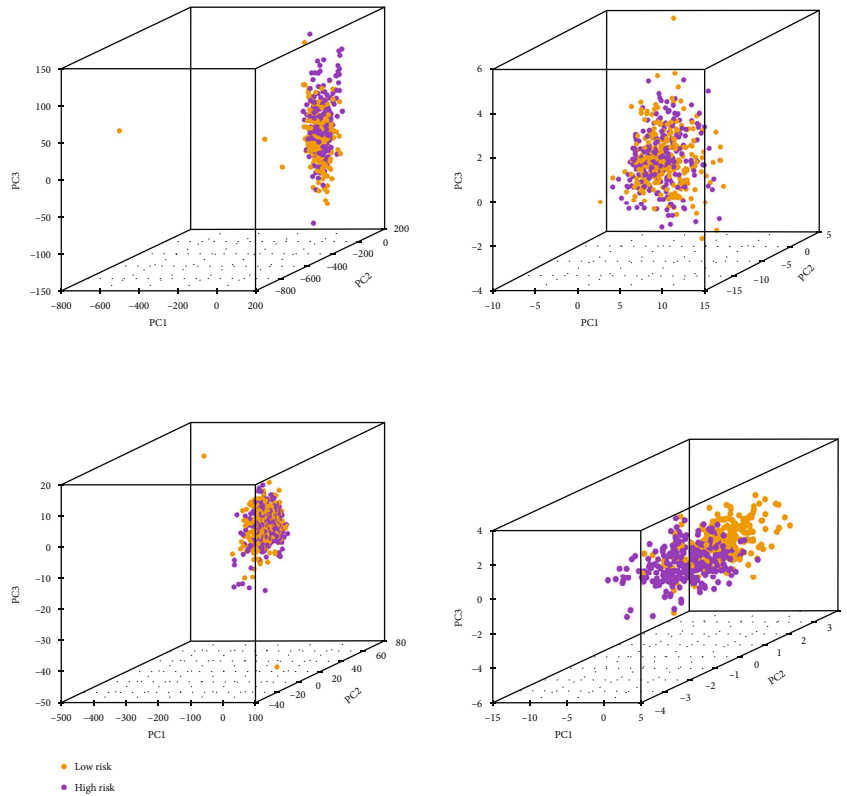 150
100
50
0
−50
−100
−150
PC3
−800 −600 −400 −200 0 200
PC1
−800 −600 −400 −200 0 200
PC2
6
4
2
0
−2
−4
PC3
−10 −5 0 5 10 15
PC1
−15 −10 −5 0 5
PC2
20
10
0
−10
−20
−30
−40
−50
PC3
−500 −400 −300 −200 −100 0 100
PC1
−40 −20 0 20 40 60 80
PC2
4
2
0
−2
−4
−6
PC3
−15 −10 −5 0 5
PC1
−4 −3 −2 −1 0 1 2 3
PC2
Low risk
High risk